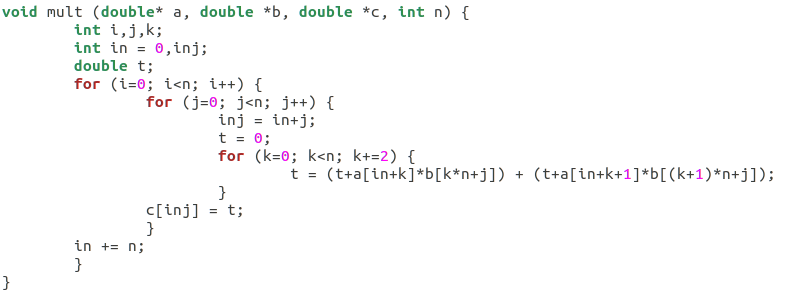 void mult (double* a, double *b, double *c, int n) {
        int i,j,k;
        int in = 0,inj;
        double t;
        for (i=0; i<n; i++) {
                for (j=0; j<n; j++) {
                        inj = in+j;
                        t = 0;
                        for (k=0; k<n; k+=2) {
                                t = (t+a[in+k]*b[k*n+j]) + (t+a[in+k+1]*b[(k+1)*n+j]);
                        }
                c[inj] = t;
                }
        in += n;
        }
}